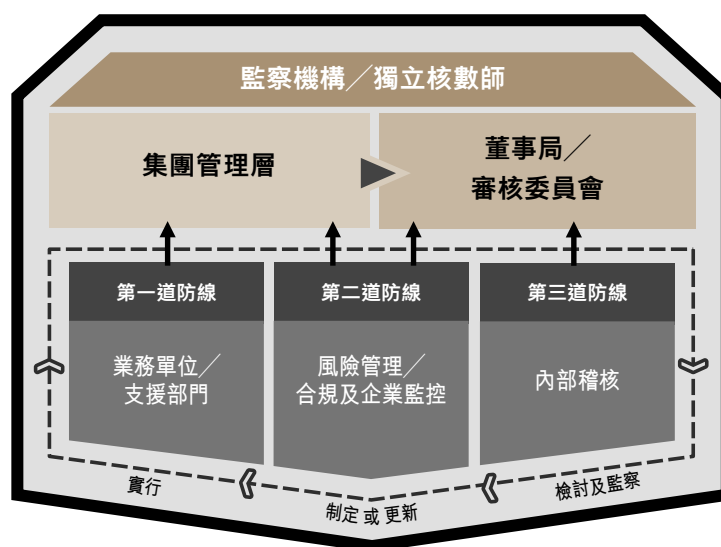 監察機構／獨立核數師
集團管理層
董事局／
審核委員會
第一道防線
第二道防線
第三道防線
業務單位／
支援部門
風險管理／
合規及企業監控
內部稽核
實行
制定 或 更新
檢討及監察